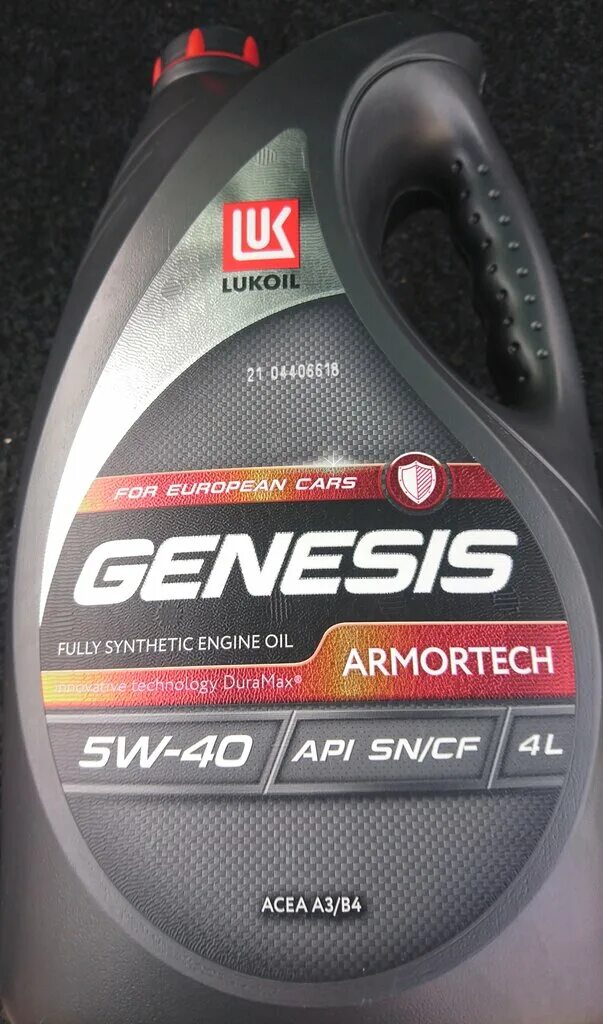 LUK
LUKOIL
21 04406618
FOR EUROPEAN CARS
GENESIS
FULLY SYNTHETIC ENGINE OIL
ARMORTECH
innovative technology DuraMax®
5W-40
API SN/CF
4L
ACEA A3/B4